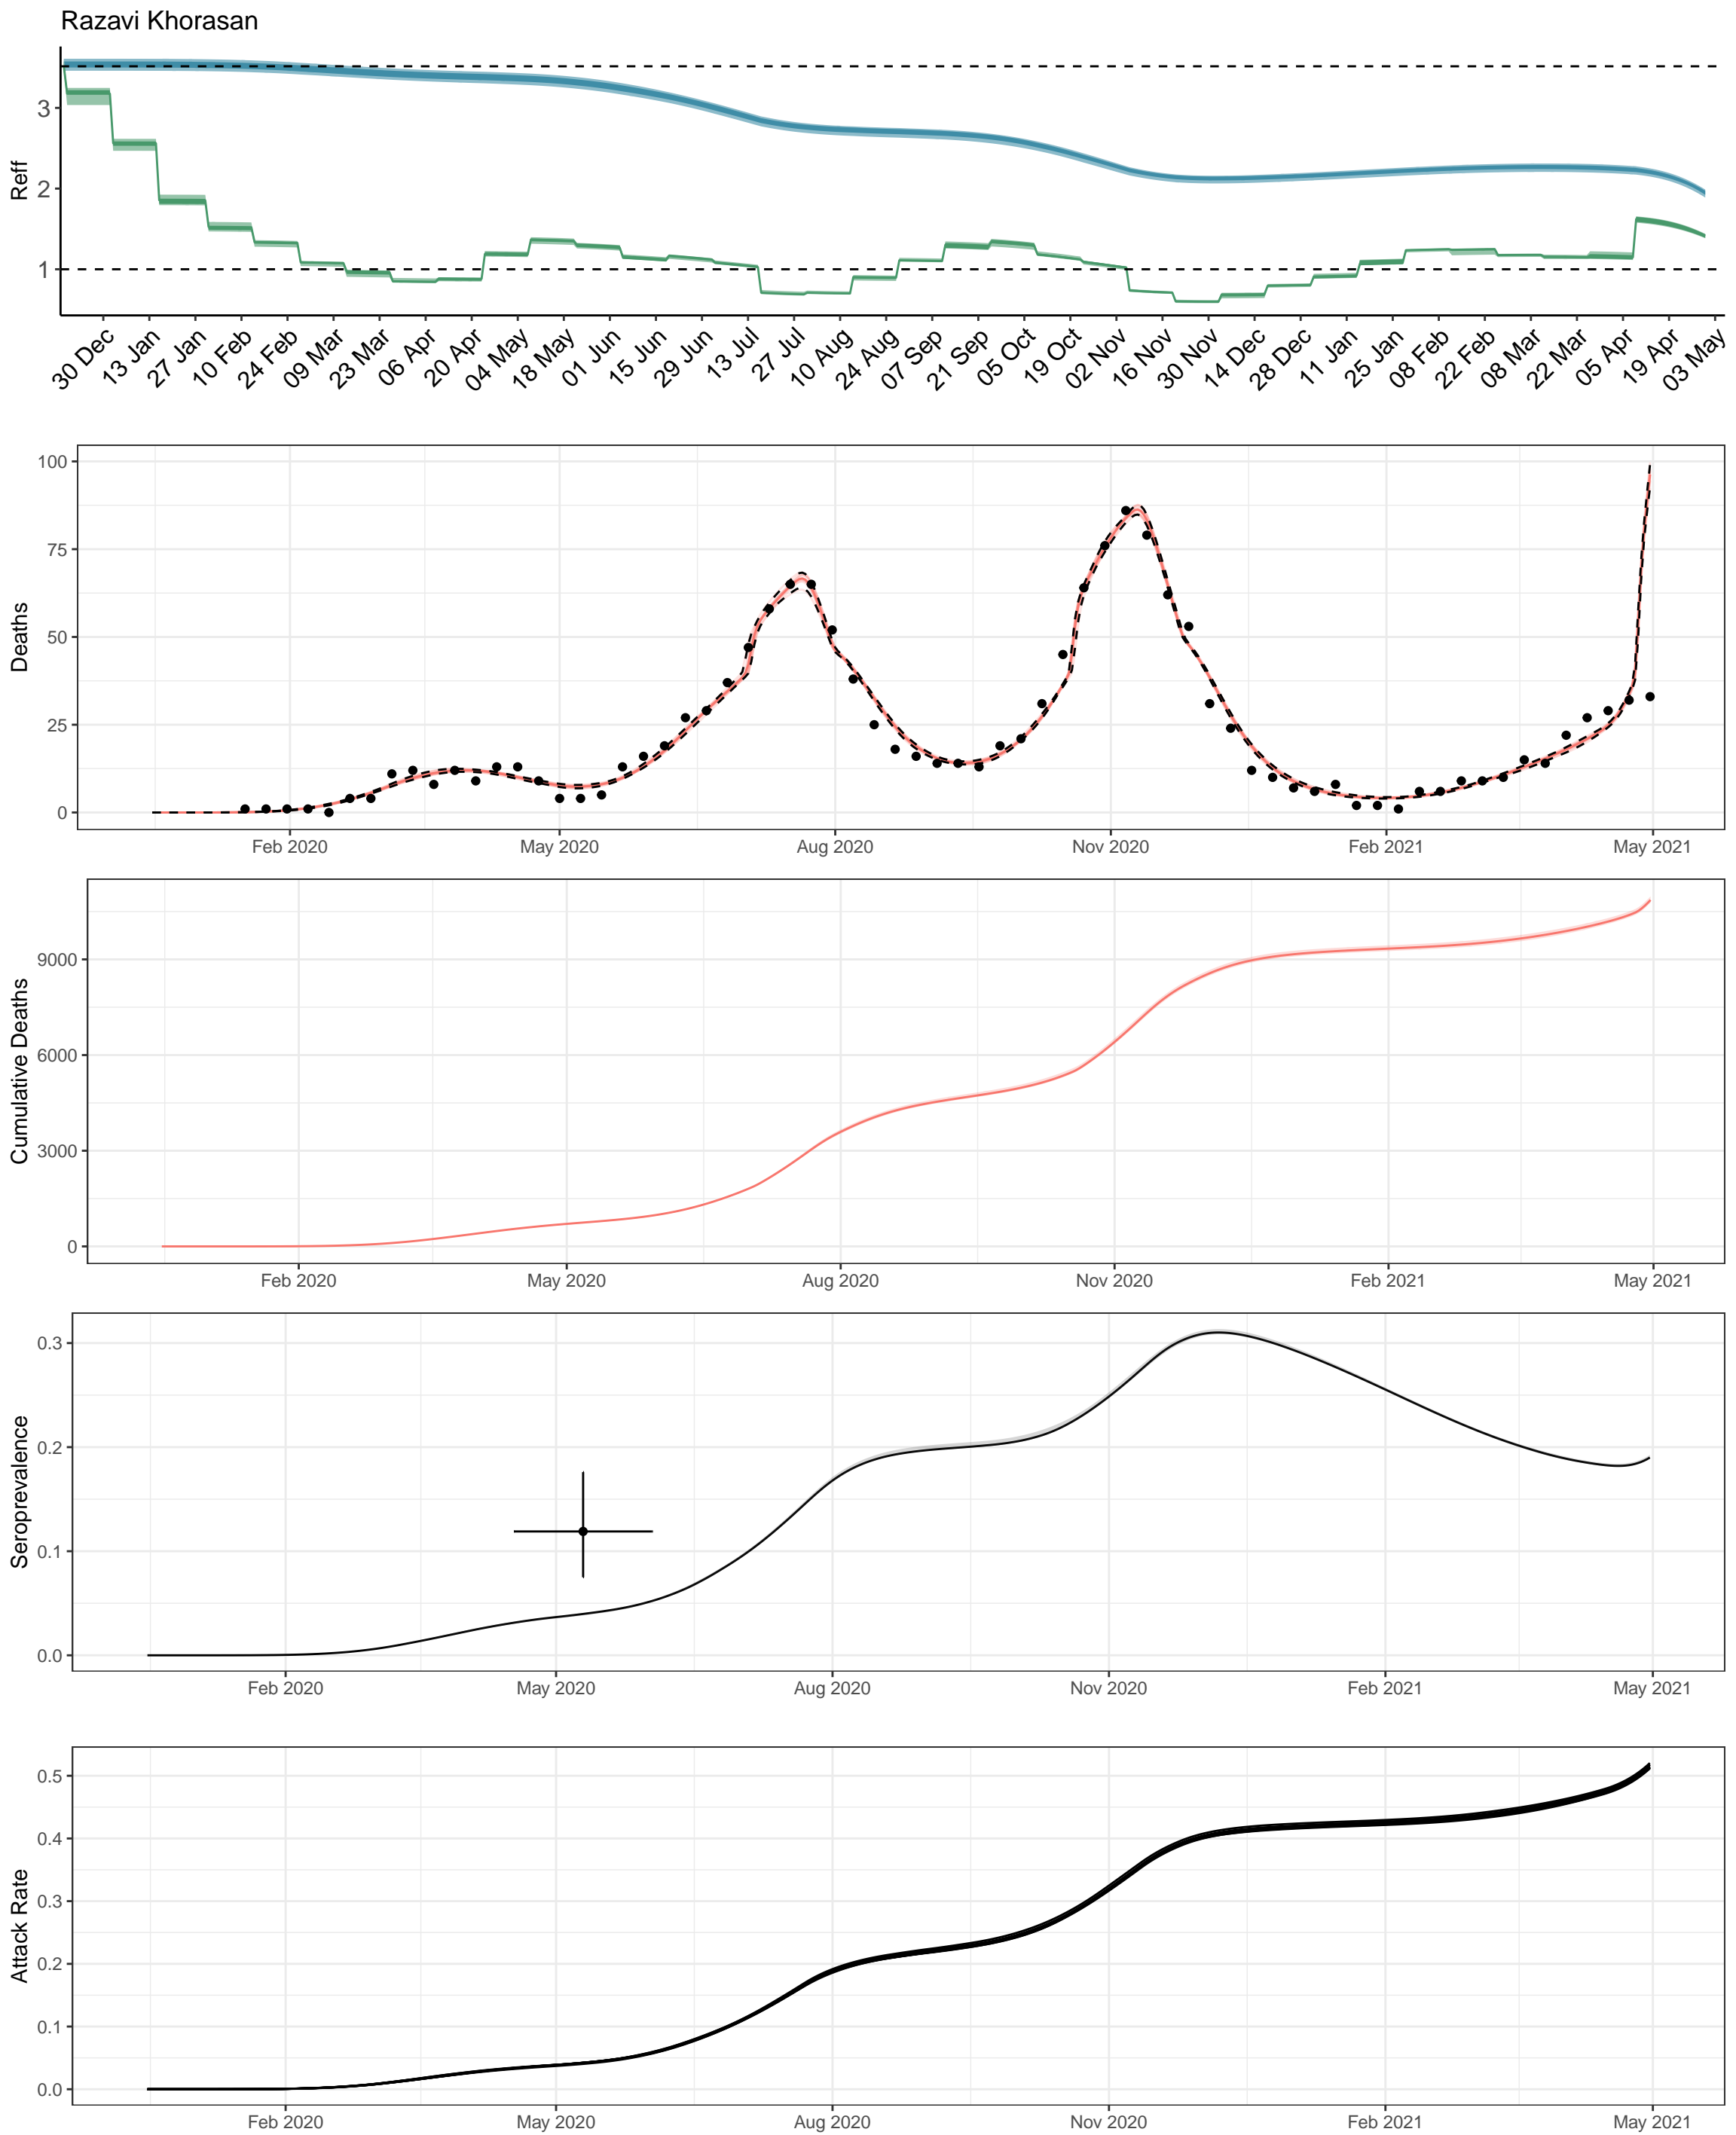 Razavi Khorasan
Reff
3
2
1
30 Dec
13 Jan
27 Jan
10 Feb
24 Feb
09 Mar
23 Mar
06 Apr
20 Apr
04 May
18 May
01 Jun
15 Jun
29 Jun
13 Jul
27 Jul
10 Aug
24 Aug
07 Sep
21 Sep
05 Oct
19 Oct
02 Nov
16 Nov
30 Nov
14 Dec
28 Dec
11 Jan
25 Jan
08 Feb
22 Feb
08 Mar
22 Mar
05 Apr
19 Apr
03 May
Deaths
100
75
50
25
0
Feb 2020
May 2020
Aug 2020
Nov 2020
Feb 2021
May 2021
Cumulative Deaths
9000
6000
3000
0
Feb 2020
May 2020
Aug 2020
Nov 2020
Feb 2021
May 2021
Seroprevalence
0.3
0.2
0.1
0.0
Feb 2020
May 2020
Aug 2020
Nov 2020
Feb 2021
May 2021
Attack Rate
0.5
0.4
0.3
0.2
0.1
0.0
Feb 2020
May 2020
Aug 2020
Nov 2020
Feb 2021
May 2021